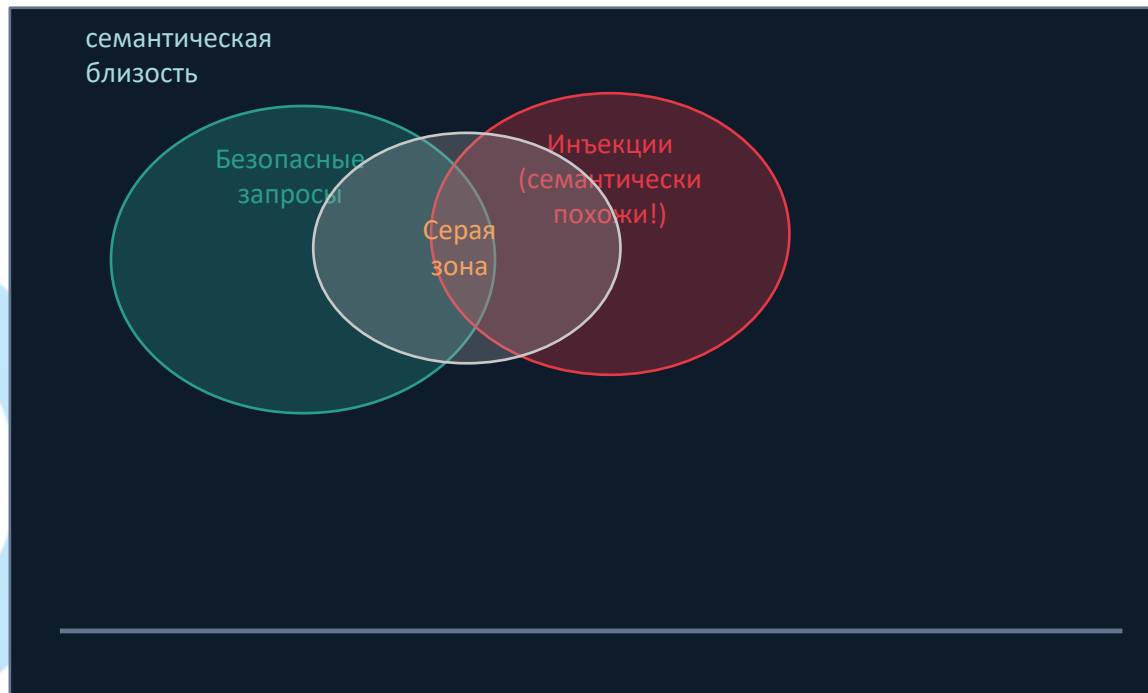 семантическая
близость
Безопасные
запросы
Инъекции
(семантически
похожи!)
Серая
зона